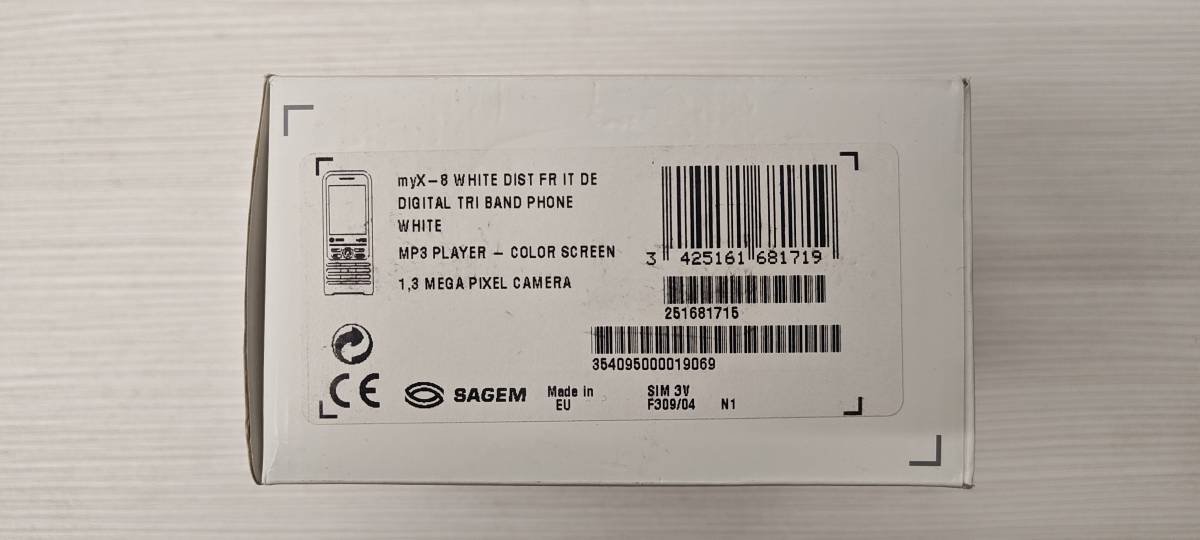 myX-8 WHITE DIST FR IT DE
DIGITAL TRI BAND PHONE
WHITE
MP3 PLAYER – COLOR SCREEN
1,3 MEGA PIXEL CAMERA
3 425161 681719
251681715
354095000019069
CE SAGEM Made in EU
SIM 3V
F309/04 N1